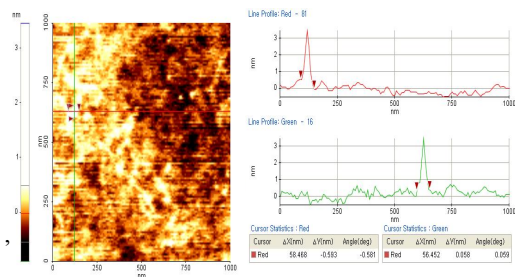 nm
3
2
1
0
,
1000
750
500
250
0
nm
0
250
500
nm
750
1000
Line Profile: Red - 81
3
2
1
0
nm
0
250
500
nm
750
1000
Line Profile: Green - 16
3
2
1
0
nm
0
250
500
nm
750
1000
Cursor Statistics : Red
Cursor ΔX(nm) ΔY(nm) Angle(deg)
Red 58.468 -0.593 -0.581
Cursor Statistics : Green
Cursor ΔX(nm) ΔY(nm) Angle(deg)
Red 56.452 0.058 0.059